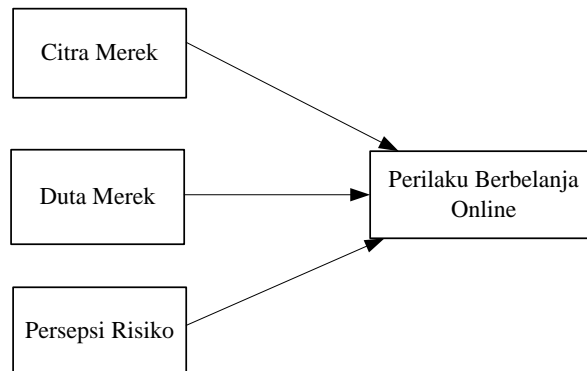 Citra Merek
Duta Merek
Perilaku Berbelanja
Online
Persepsi Risiko